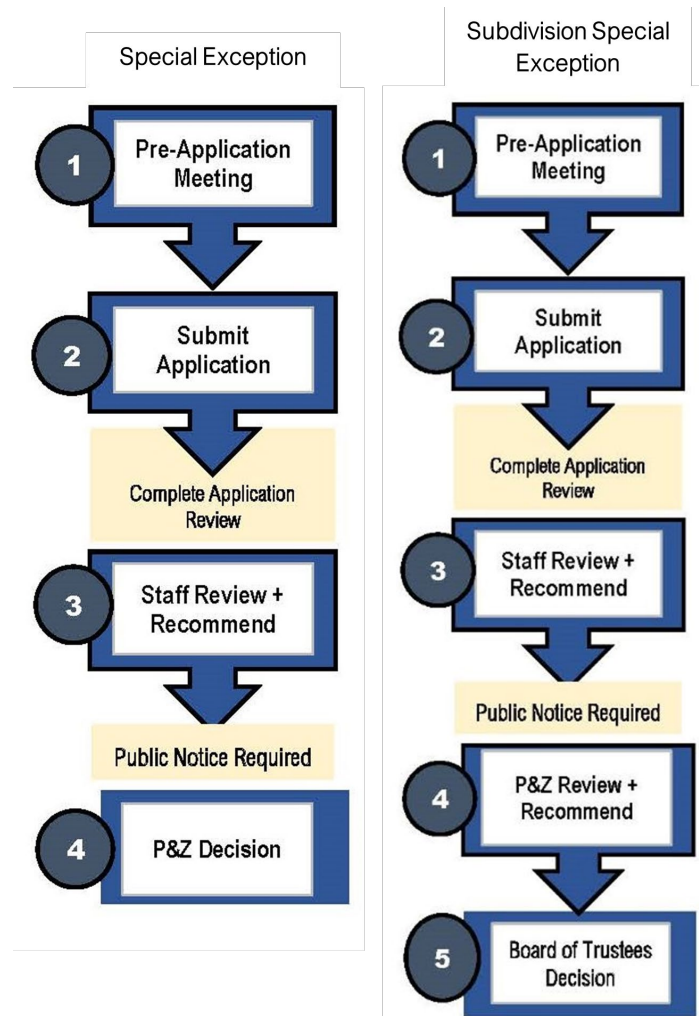 Special Exception
1
Pre-Application
Meeting
2
Submit
Application
Complete Application
Review
3
Staff Review +
Recommend
Public Notice Required
4
P&Z Decision
Subdivision Special
Exception
1
Pre-Application
Meeting
2
Submit
Application
Complete Application
Review
3
Staff Review +
Recommend
Public Notice Required
4
P&Z Review +
Recommend
5
Board of Trustees
Decision